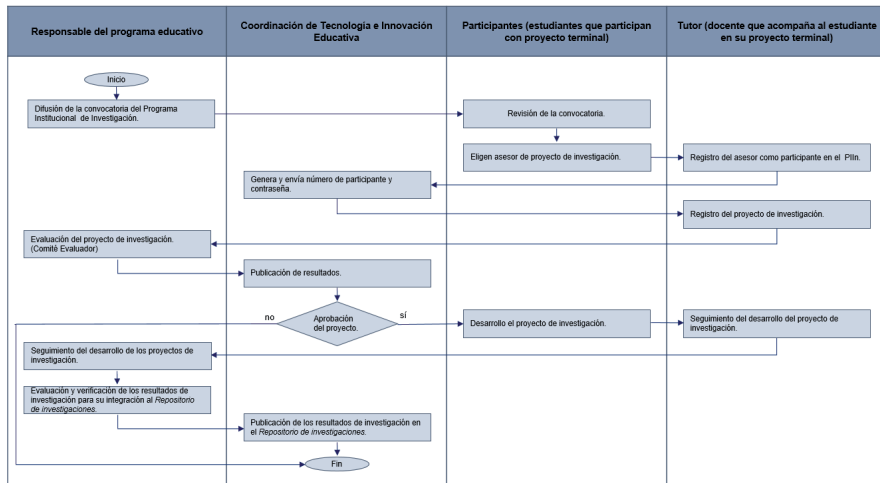 Responsable del programa educativo
Coordinación de Tecnología e Innovación
Educativa
Participantes (estudiantes que participan
con proyecto terminal)
Tutor (docente que acompaña al estudiante
en su proyecto terminal)
Inicio
Difusión de la convocatoria del Programa
Institucional de Investigación.
Revisión de la convocatoria.
Eligen asesor de proyecto de investigación.
Registro del asesor como participante en el PIIn.
Genera y envía número de participante y
contraseña.
Registro del proyecto de investigación.
Evaluación del proyecto de investigación.
(Comité Evaluador)
Publicación de resultados.
no
Aprobación
del proyecto.
sí
Desarrollo el proyecto de investigación.
Seguimiento del desarrollo del proyecto de
investigación.
Seguimiento del desarrollo de los proyectos de
investigación.
Evaluación y verificación de los resultados de
investigación para su integración al Repositorio
de investigaciones.
Publicación de los resultados de investigación en
el Repositorio de investigaciones.
Fin